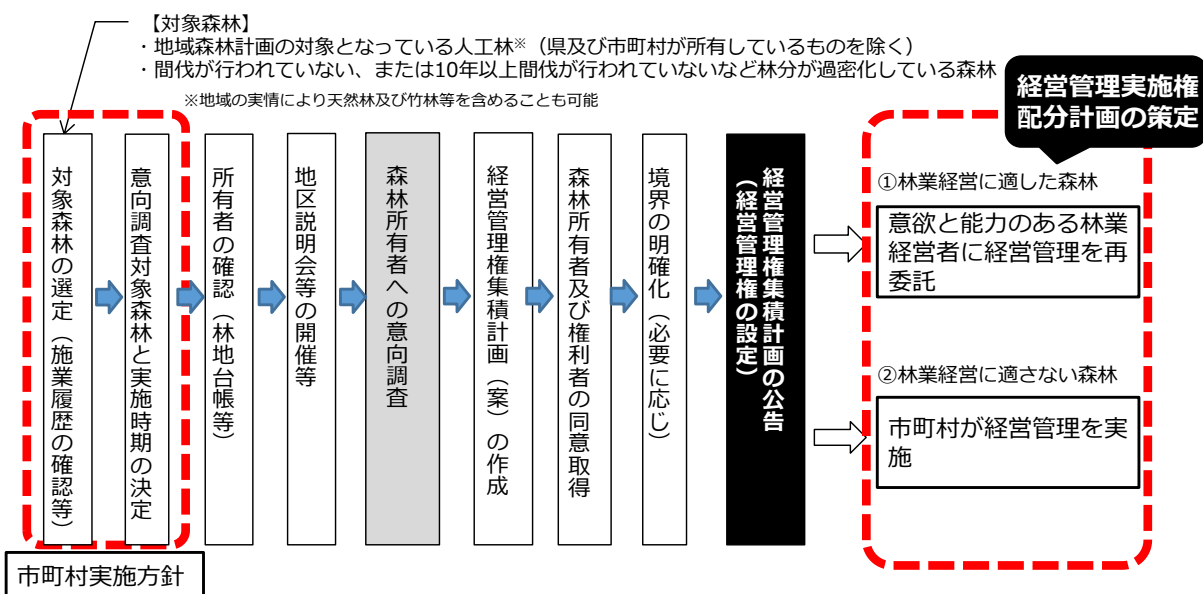 【対象森林】
・地域森林計画の対象となっている人工林※（県及び市町村が所有しているものを除く）
・間伐が行われていない、または10年以上間伐が行われていないなど林分が過密化している森林
※地域の実情により天然林及び竹林等を含めることも可能
対象森林の選定（施業履歴の確認等）
意向調査対象森林と実施時期の決定
所有者の確認（林地台帳等）
地区説明会等の開催等
森林所有者への意向調査
経営管理権集積計画（案）の作成
森林所有者及び権利者の同意取得
境界の明確化（必要に応じ）
経営管理権集積計画の公告
（経営管理権の設定）
経営管理実施権
配分計画の策定
①林業経営に適した森林
意欲と能力のある林業
経営者に経営管理を再
委託
②林業経営に適さない森林
市町村が経営管理を実
施
市町村実施方針